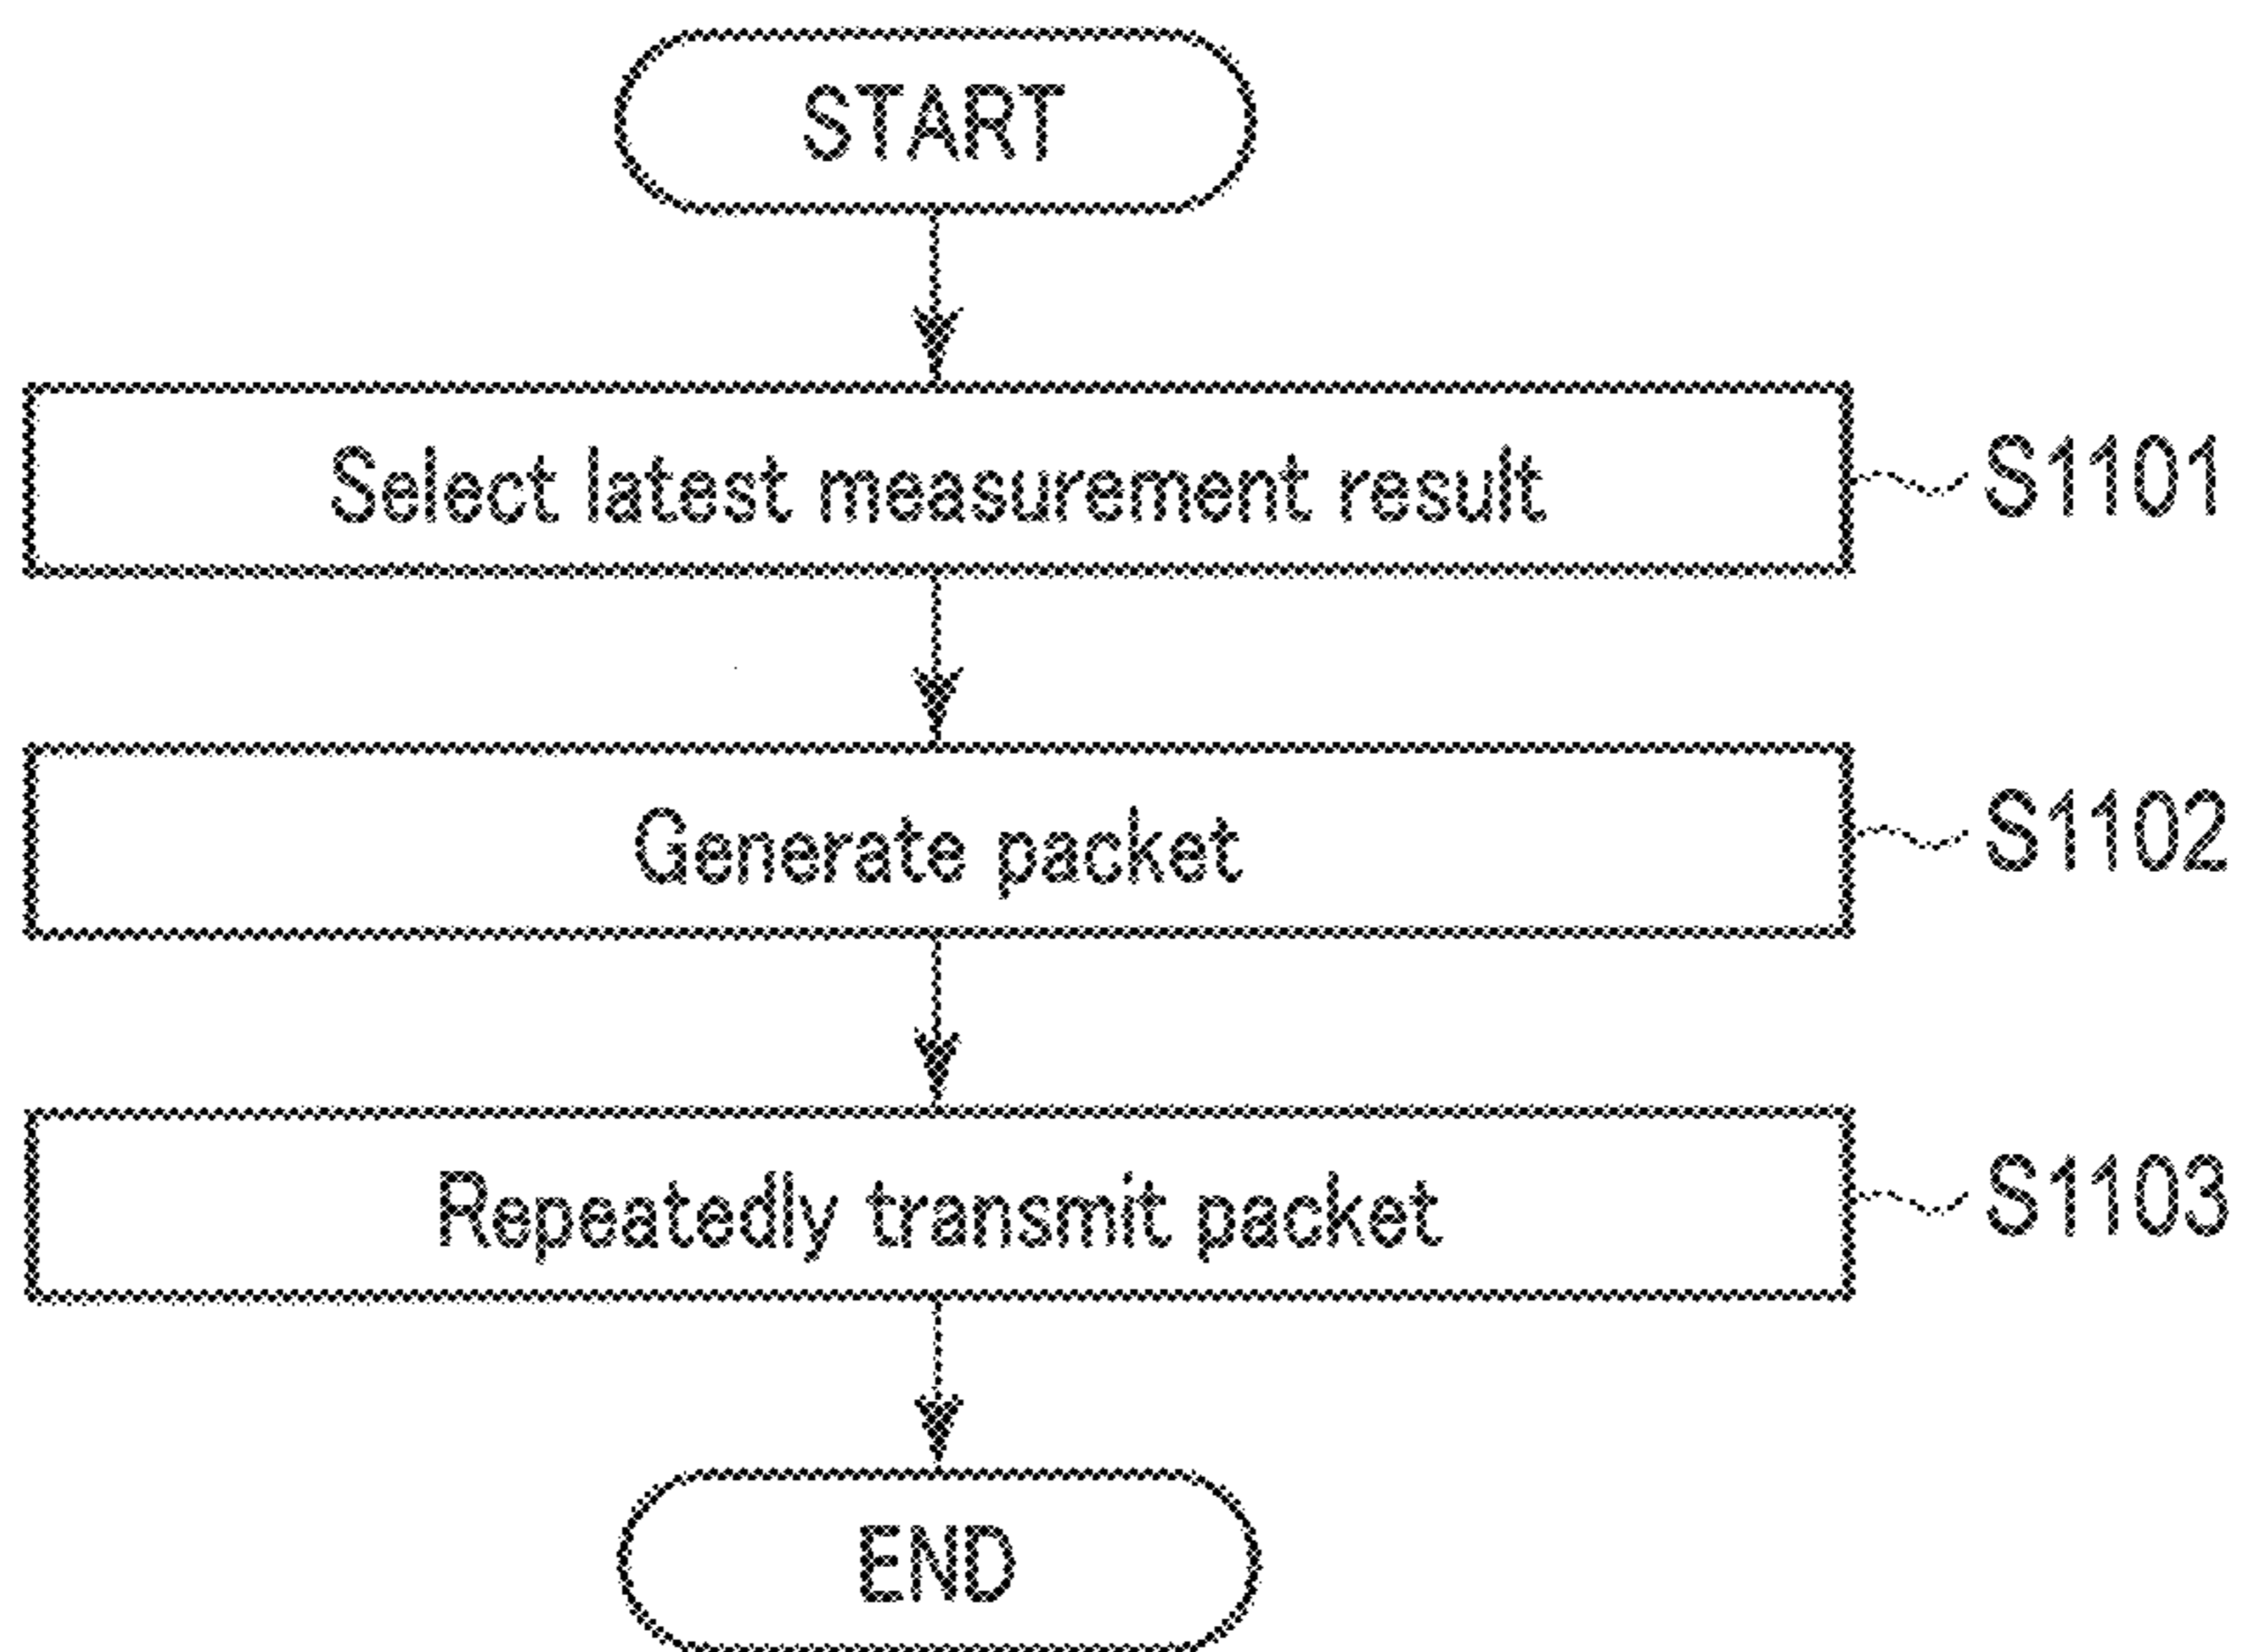 START
Select latest measurement result
S1101
Generate packet
S1102
Repeatedly transmit packet
S1103
END